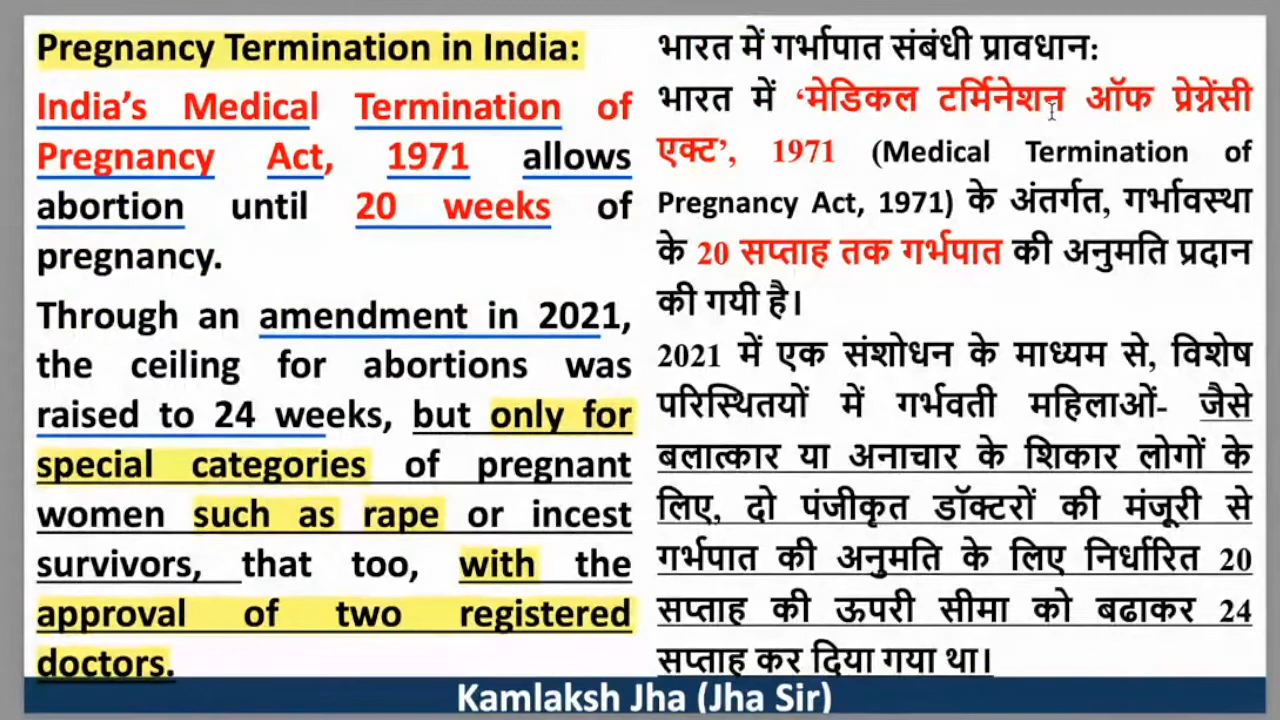 Pregnancy Termination in India:
India's Medical Termination of
Pregnancy Act, 1971 allows
abortion until 20 weeks of
pregnancy.
Through an amendment in 2021,
the ceiling for abortions was
raised to 24 weeks, but only for
special categories of pregnant
women such as rape or incest
survivors, that too, with the
approval of two registered
doctors.
भारत में गर्भापात संबंधी प्रावधान:
भारत में ‘मेडिकल टर्मिनेशन ऑफ प्रेग्नेंसी
एक्ट’, 1971 (Medical Termination of
Pregnancy Act, 1971) के अंतर्गत, गर्भावस्था
के 20 सप्ताह तक गर्भपात की अनुमति प्रदान
की गयी है।
2021 में एक संशोधन के माध्यम से, विशेष
परिस्थितयों में गर्भवती महिलाओं- जैसे
बलात्कार या अनाचार के शिकार लोगों के
लिए, दो पंजीकृत डॉक्टरों की मंजूरी से
गर्भपात की अनुमति के लिए निर्धारित 20
सप्ताह की ऊपरी सीमा को बढाकर 24
सप्ताह कर दिया गया था।
Kamlaksh Jha (Jha Sir)